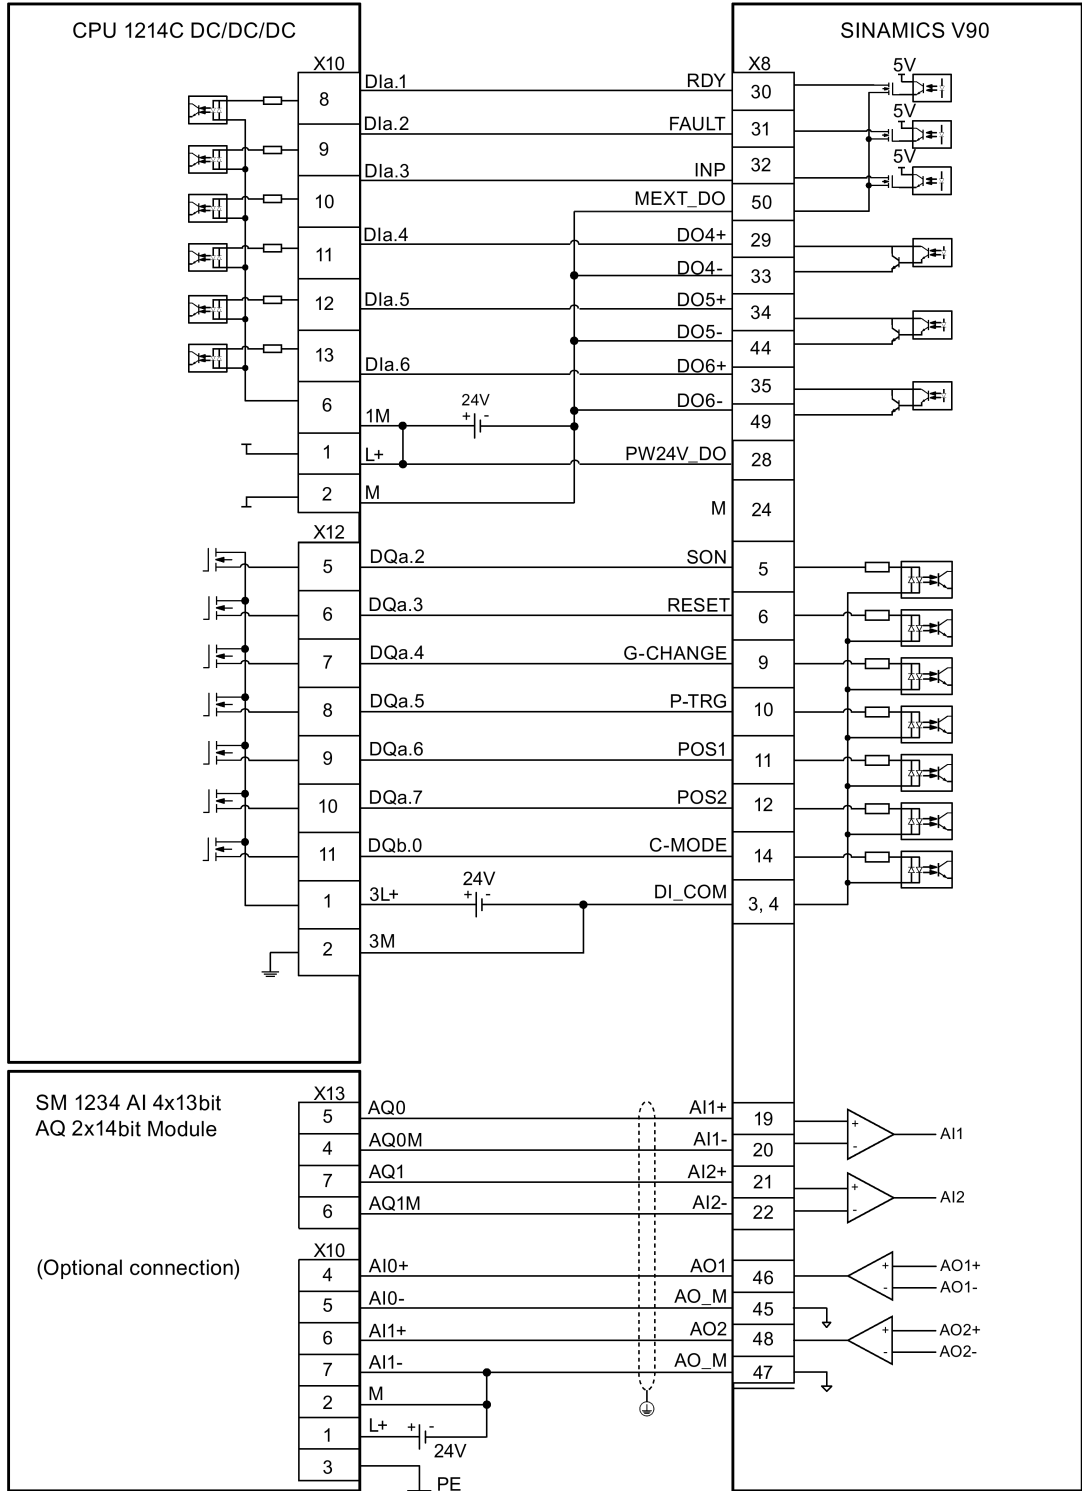 CPU 1214C DC/DC/DC
SINAMICS V90
X10
X8
8 DIa.1 RDY 30 5V
9 DIa.2 FAULT 31 5V
10 DIa.3 INP 32 5V
MEXT_DO 50
11 DIa.4 DO4+ 29
DO4- 33
12 DIa.5 DO5+ 34
DO5- 44
13 DIa.6 DO6+ 35
DO6- 49
6 1M 24V + -
1 L+ PW24V_DO 28
2 M
M 24
X12
5 DQa.2 SON 5
6 DQa.3 RESET 6
7 DQa.4 G-CHANGE 9
8 DQa.5 P-TRG 10
9 DQa.6 POS1 11
10 DQa.7 POS2 12
11 DQb.0 C-MODE 14
1 3L+ 24V + - DI_COM 3, 4
2 3M
SM 1234 AI 4x13bit
AQ 2x14bit Module
(Optional connection)
X13
5 AQ0 AI1+ 19 +
4 AQ0M AI1- 20 - AI1
7 AQ1 AI2+ 21 +
6 AQ1M AI2- 22 - AI2
X10
4 AI0+ AO1 46 + AO1+
- AO1-
5 AI0- AO_M 45
6 AI1+ AO2 48 + AO2+
- AO2-
7 AI1- AO_M 47
2 M
1 L+ + - 24V
3 PE